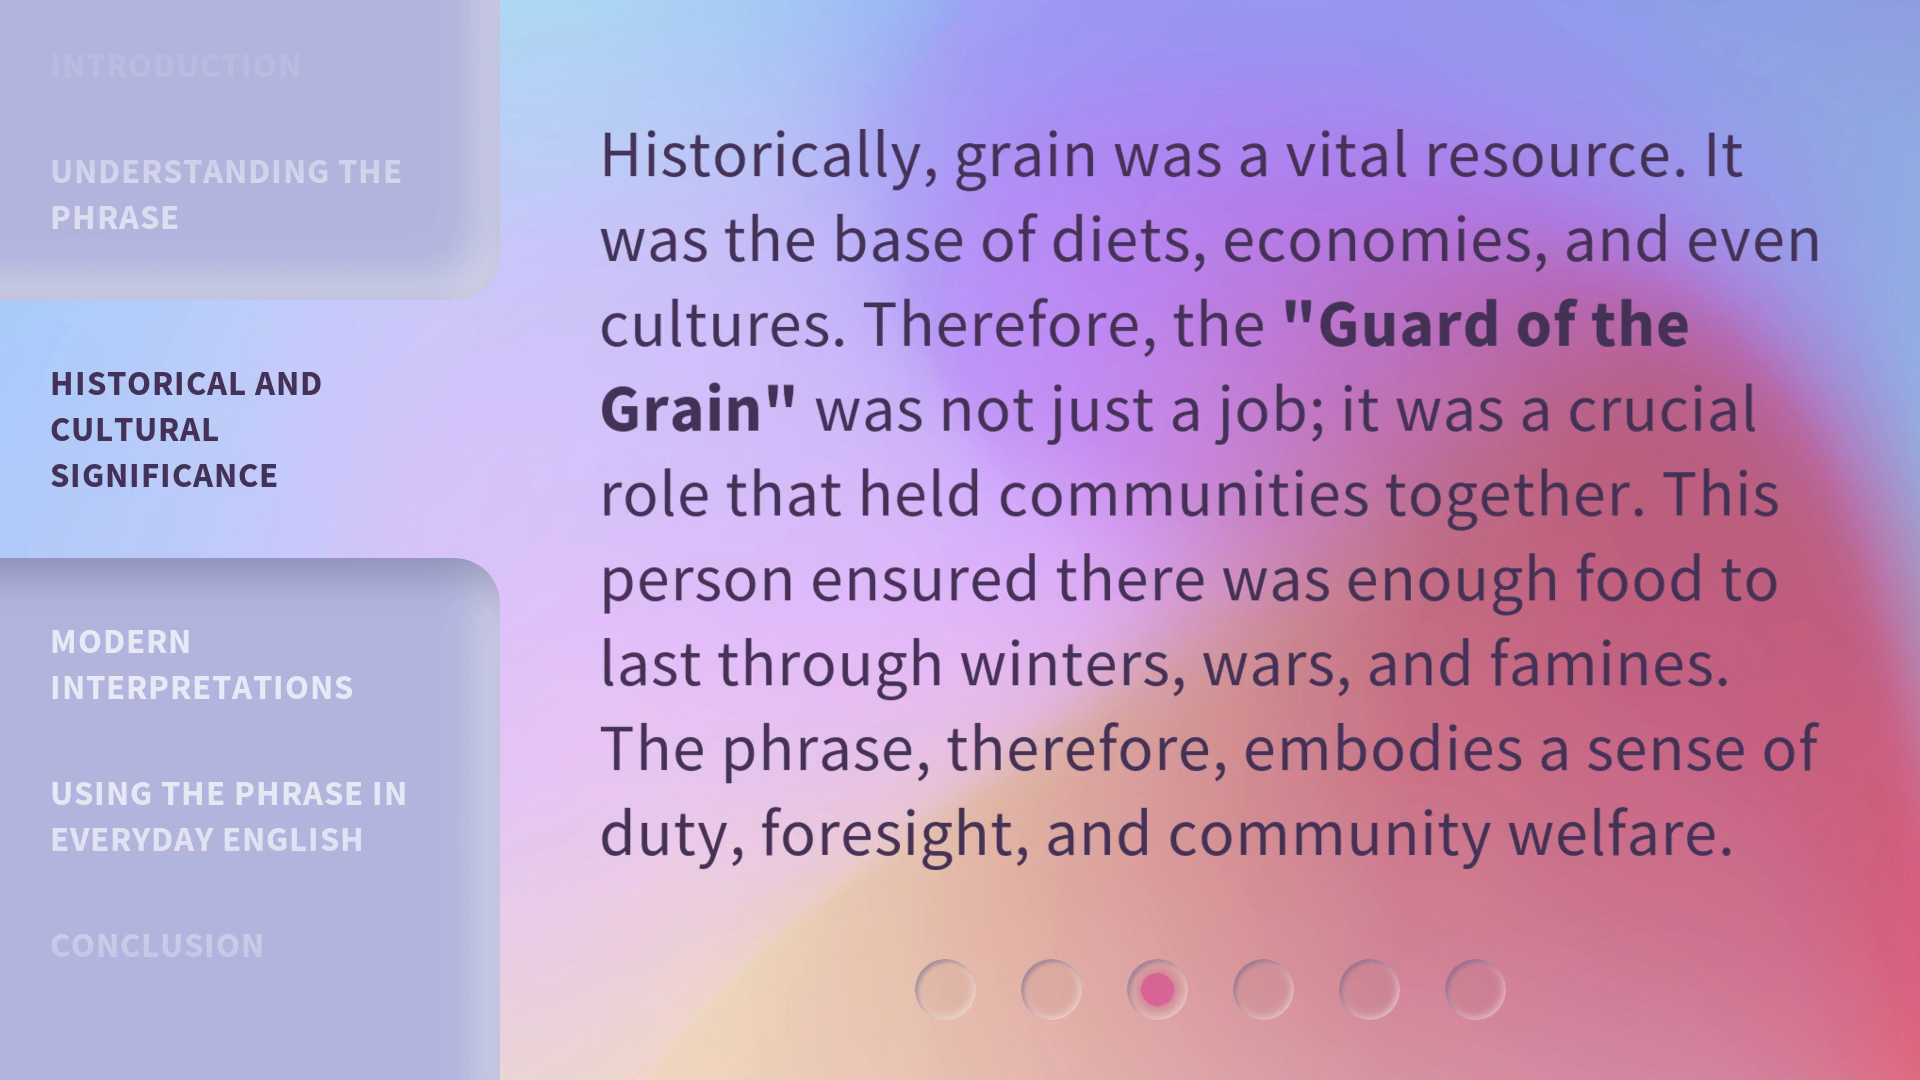 INTRODUCTION
UNDERSTANDING THE
PHRASE
HISTORICAL AND
CULTURAL
SIGNIFICANCE
MODERN
INTERPRETATIONS
USING THE PHRASE IN
EVERYDAY ENGLISH
CONCLUSION
Historically, grain was a vital resource. It
was the base of diets, economies, and even
cultures. Therefore, the "Guard of the
Grain" was not just a job; it was a crucial
role that held communities together. This
person ensured there was enough food to
last through winters, wars, and famines.
The phrase, therefore, embodies a sense of
duty, foresight, and community welfare.